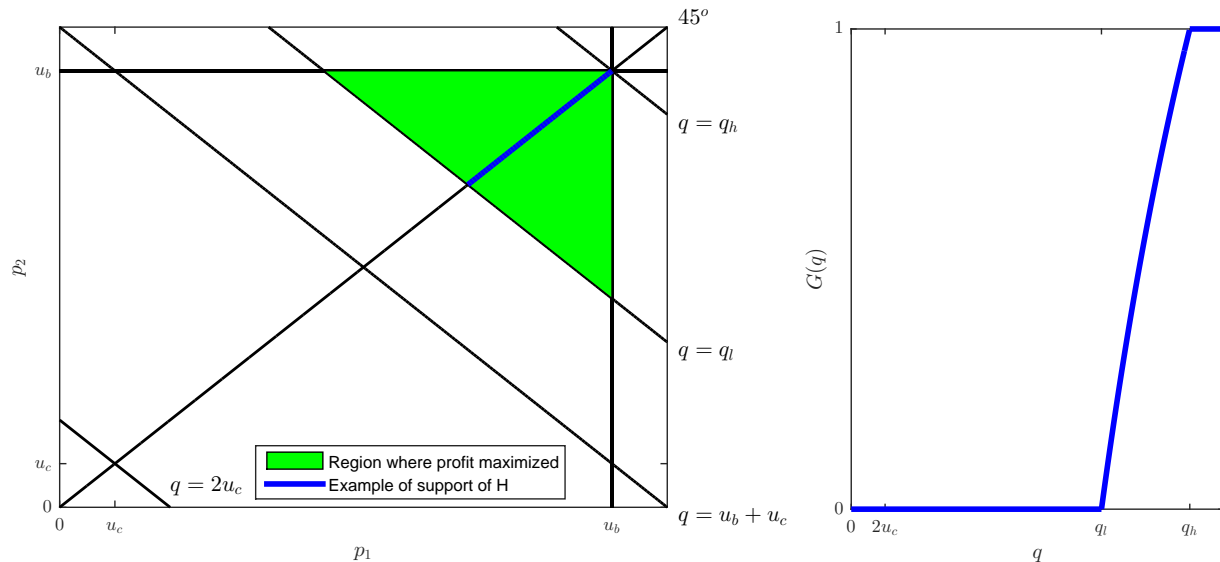 45°
u_b
q = q_h
p_2
q = q_l
u_c
q = 2u_c
Region where profit maximized
Example of support of H
0
q = u_b + u_c
0
u_c
u_b
p_1
1
G(q)
0
0
2u_c
q_l
q_h
q